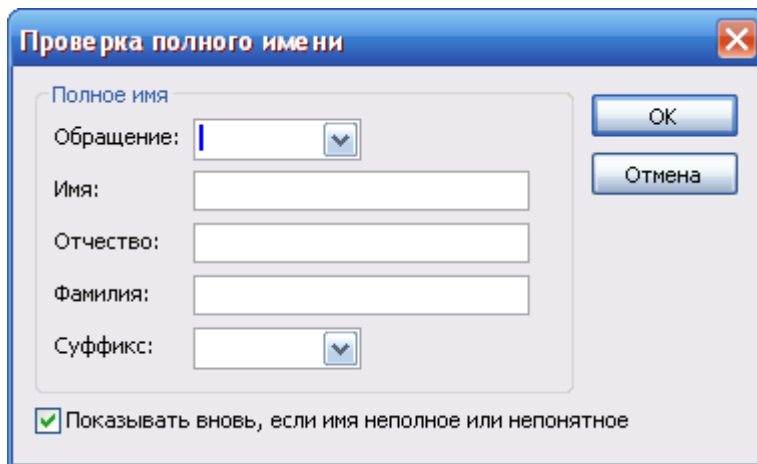 Проверка полного имени
Полное имя
Обращение:
OK
Имя:
Отмена
Отчество:
Фамилия:
Суффикс:
Показывать вновь, если имя неполное или непонятное